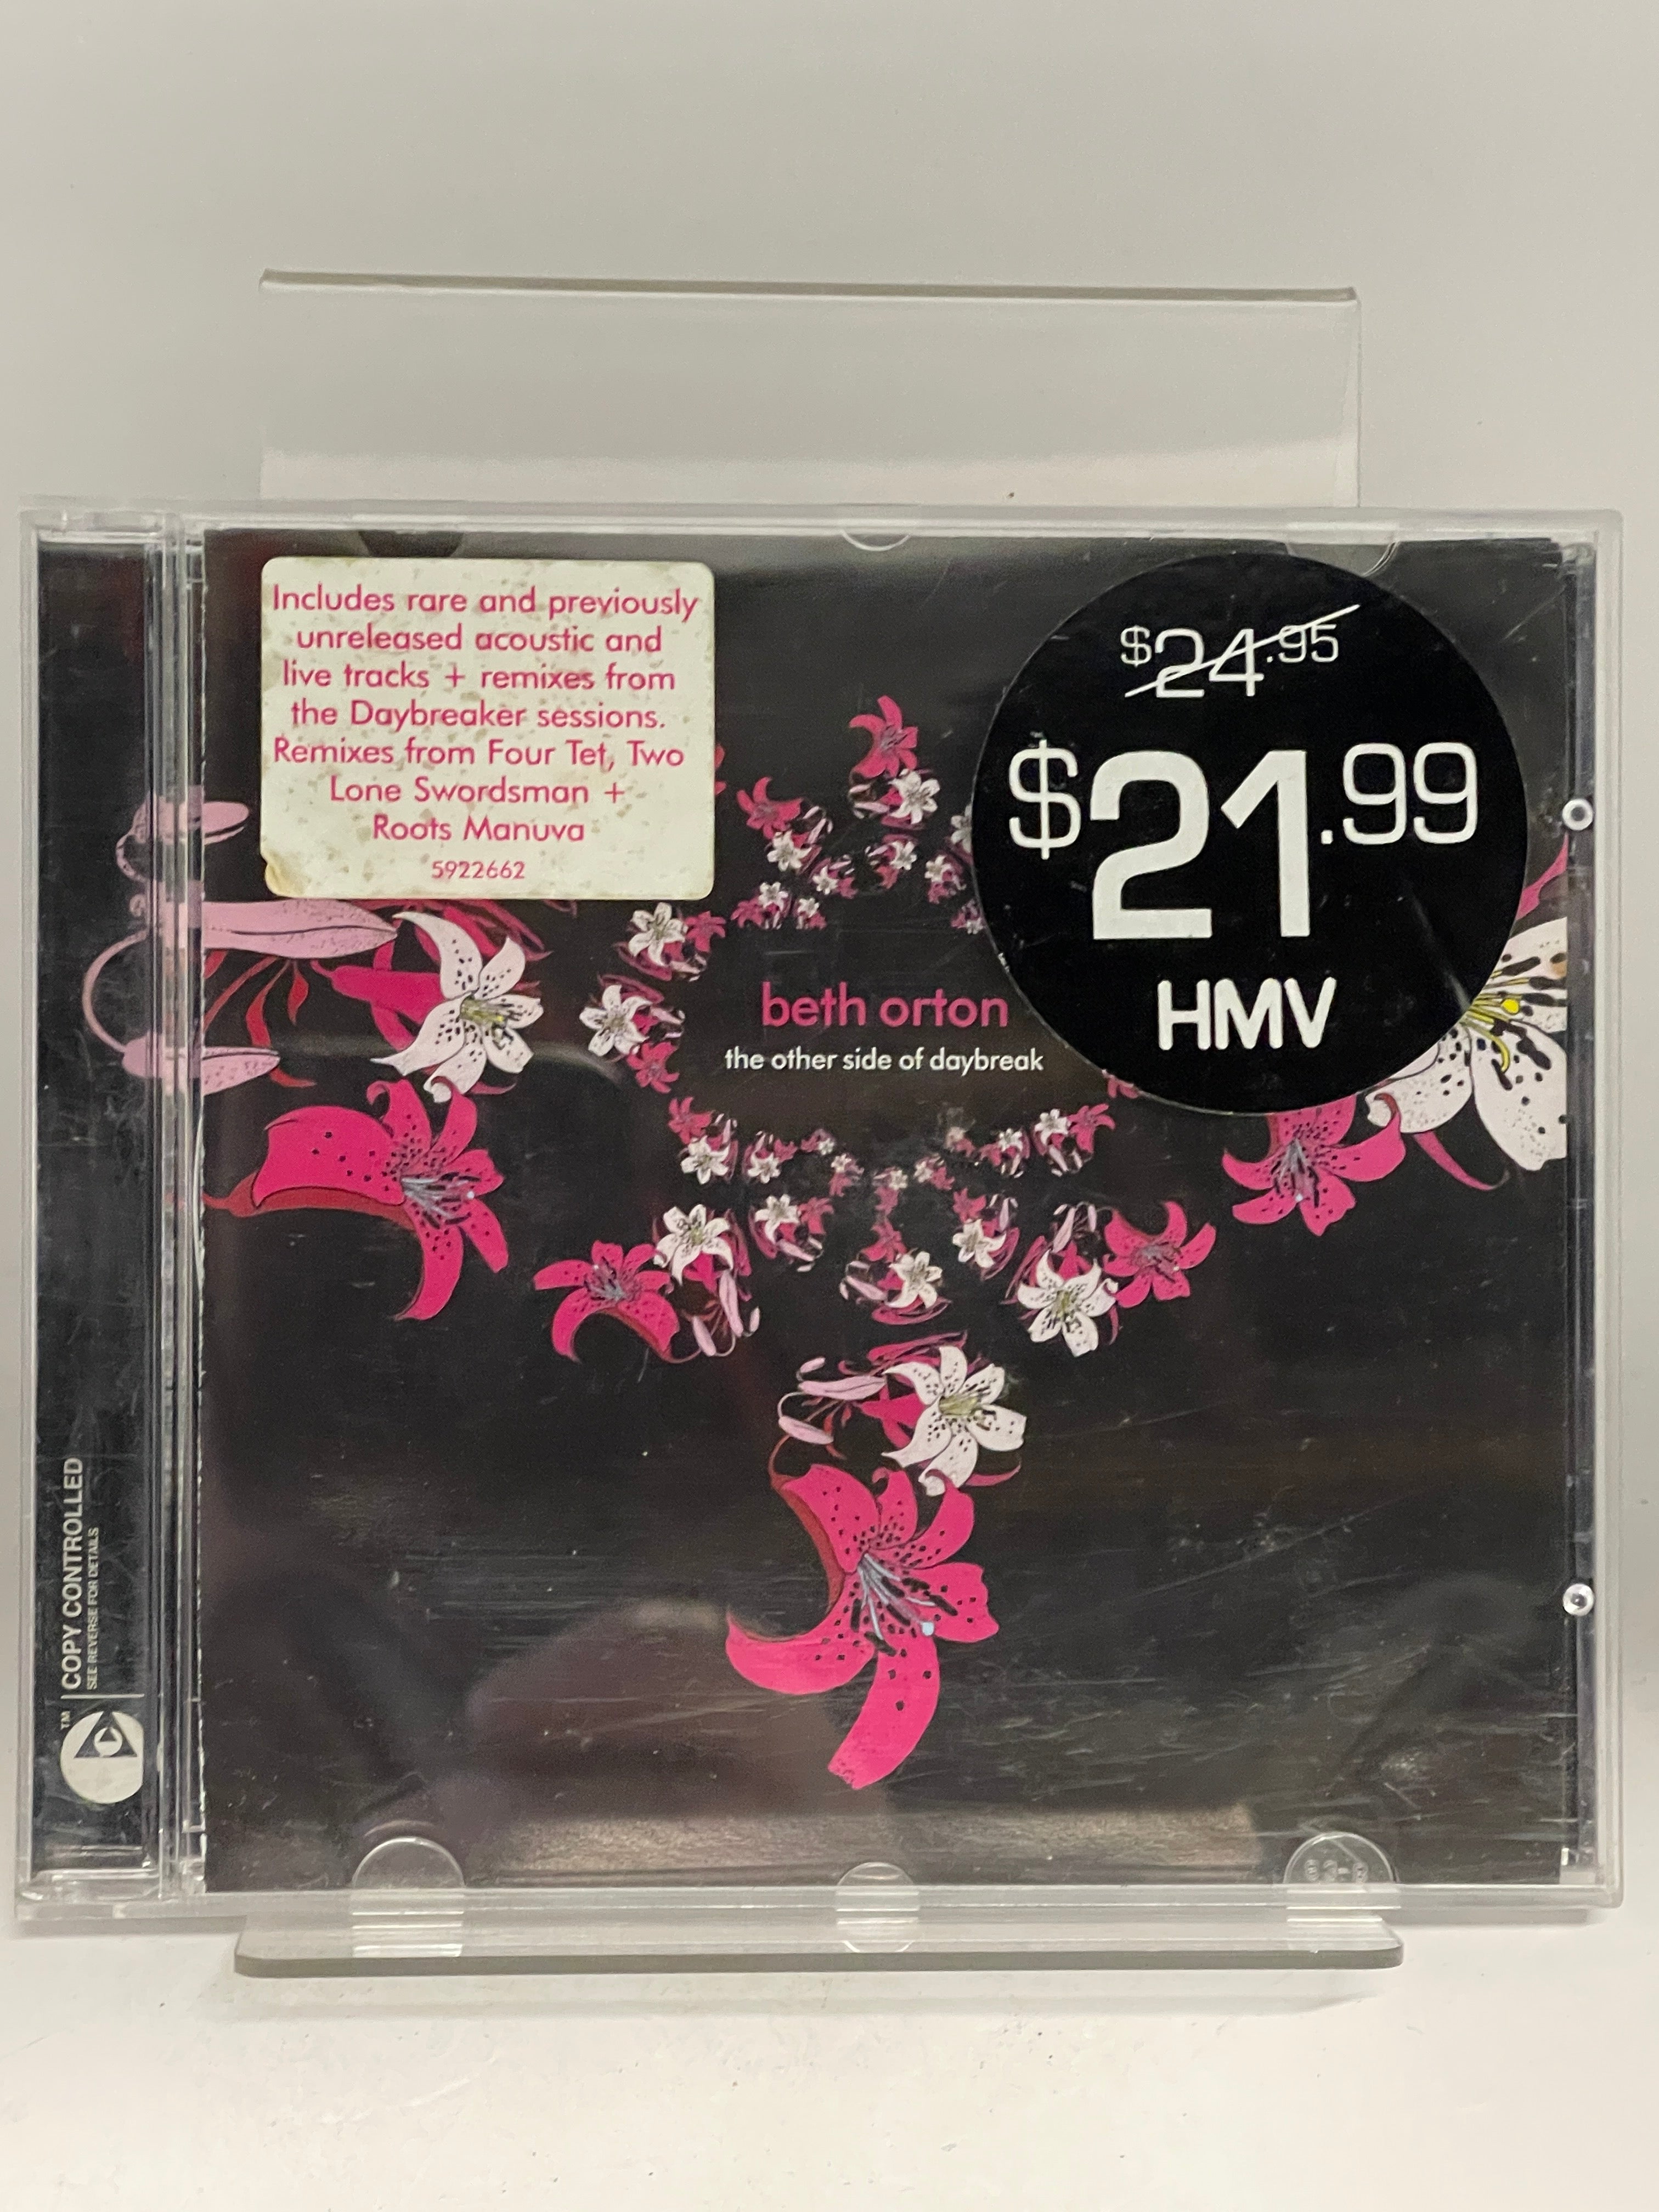 Includes rare and previously
unreleased acoustic and
live tracks + remixes from
the Daybreaker sessions.
Remixes from Four Tet, Two
Lone Swordsman +
Roots Manuva
5922662
$24.95
$21.99
HMV
beth orton
the other side of daybreak
COPY CONTROLLED
SEE REVERSE FOR DETAILS
TM
C